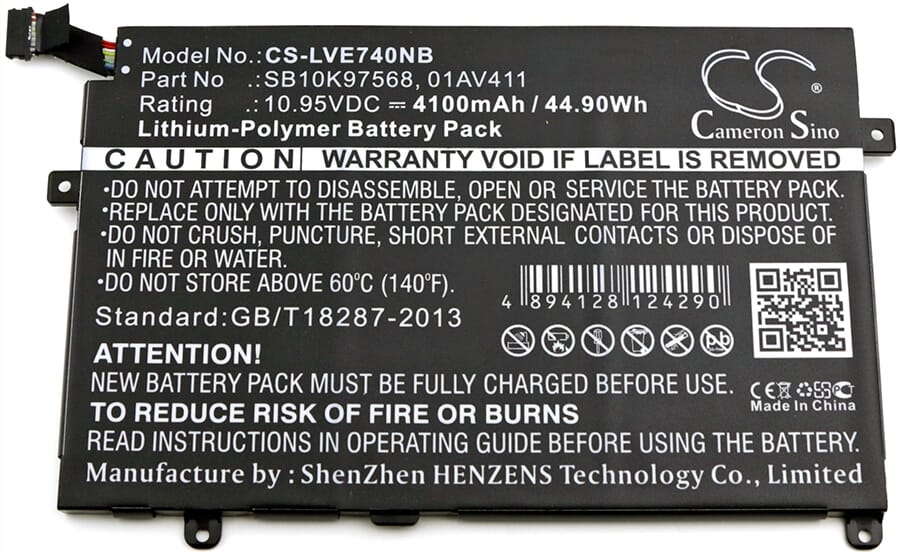 Model No.: CS-LVE740NB
Part No .: SB10K97568, 01AV411
Rating .: 10.95VDC ⎓ 4100mAh / 44.90Wh
Lithium-Polymer Battery Pack
CS®
Cameron Sino
CAUTION WARRANTY VOID IF LABEL IS REMOVED
·DO NOT ATTEMPT TO DISASSEMBLE, OPEN OR SERVICE THE BATTERY PACK.
·REPLACE ONLY WITH THE BATTERY PACK DESIGNATED FOR THIS PRODUCT.
·DO NOT CRUSH, PUNCTURE, SHORT EXTERNAL CONTACTS OR DISPOSE OF
IN FIRE OR WATER.
·DO NOT STORE ABOVE 60°C (140°F).
4 894128 124290
Standard:GB/T18287-2013
Pb
ATTENTION!
NEW BATTERY PACK MUST BE FULLY CHARGED BEFORE USE.
CE PCT
Made In China
TO REDUCE RISK OF FIRE OR BURNS
READ INSTRUCTIONS IN OPERATING GUIDE BEFORE USING THE BATTERY.
Manufacture by : ShenZhen HENZENS Technology Co., Limited